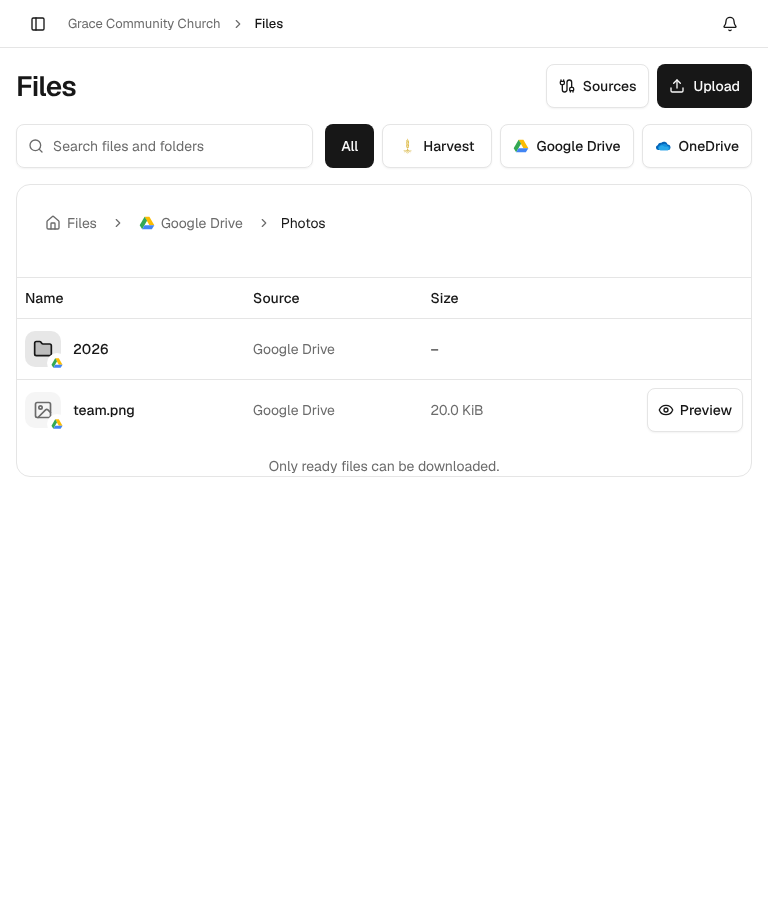 Grace Community Church > Files
Files
Sources
Upload
Search files and folders
All
Harvest
Google Drive
OneDrive
Files > Google Drive > Photos
Name Source Size
2026 Google Drive –
team.png Google Drive 20.0 KiB Preview
Only ready files can be downloaded.